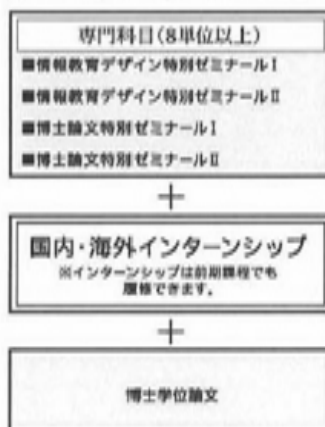 専門科目(8単位以上)
■情報教育デザイン特別ゼミナールⅠ
■情報教育デザイン特別ゼミナールⅡ
■博士論文特別ゼミナールⅠ
■博士論文特別ゼミナールⅡ
+
国内・海外インターンシップ
※インターンシップは前期課程でも
履修できます。
+
博士学位論文